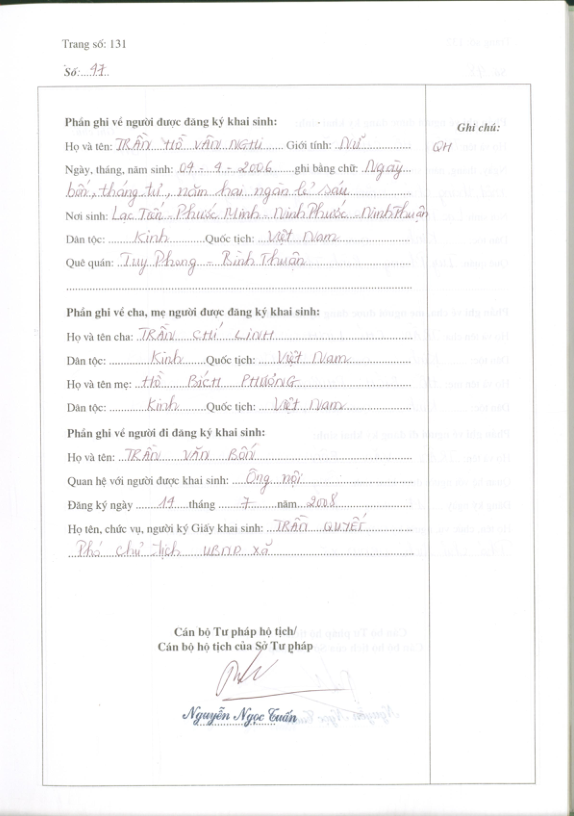 Trang số: 131
Số: 97
Phần ghi về người được đăng ký khai sinh:
Ghi chú:
Họ và tên: TRẦN HỒ VÂN NGHI Giới tính: Nữ
QH
Ngày, tháng, năm sinh: 04 - 4 - 2006 ghi bằng chữ: Ngày
bốn, tháng tư, năm hai ngàn lẻ sáu
Nơi sinh: Lạc Tiến - Phước Minh - Ninh Phước - Ninh Thuận
Dân tộc: Kinh Quốc tịch: Việt Nam
Quê quán: Tuy Phong - Bình Thuận
Phần ghi về cha, mẹ người được đăng ký khai sinh:
Họ và tên cha: TRẦN CHÍ LINH
Dân tộc: Kinh Quốc tịch: Việt Nam
Họ và tên mẹ: HỒ BÍCH PHƯỢNG
Dân tộc: Kinh Quốc tịch: Việt Nam
Phần ghi về người đi đăng ký khai sinh:
Họ và tên: TRẦN VĂN BỐN
Quan hệ với người được khai sinh: Ông nội
Đăng ký ngày 19 tháng 7 năm 2008
Họ tên, chức vụ, người ký Giấy khai sinh: TRẦN QUYẾT
Phó chủ tịch UBND xã
Cán bộ Tư pháp hộ tịch/
Cán bộ hộ tịch của Sở Tư pháp
Nguyễn Ngọc Tuấn